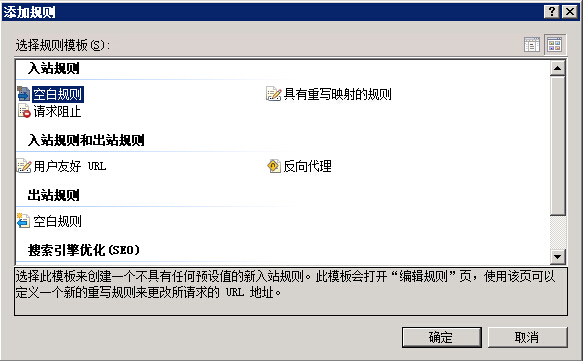 添加规则
选择规则模板(S):
入站规则
空白规则
具有重写映射的规则
请求阻止
入站规则和出站规则
用户友好 URL
反向代理
出站规则
空白规则
搜索引擎优化(SEO)
选择此模板来创建一个不具有任何预设值的新入站规则。此模板会打开“编辑规则”页，使用该页可以
定义一个新的重写规则来更改所请求的 URL 地址。
确定
取消